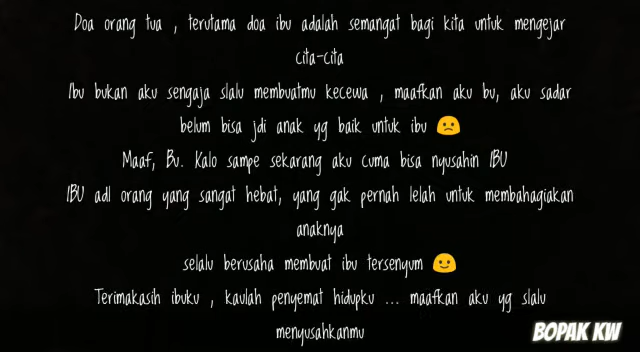 Doa orang tua , terutama doa ibu adalah semangat bagi kita untuk mengejar
cita-cita
Ibu bukan aku sengaja slalu membuatmu kecewa , maafkan aku bu, aku sadar
belum bisa jdi anak yg baik untuk ibu 🙁
Maaf, Bu. Kalo sampe sekarang aku cuma bisa nyusahin IBU
IBU adl orang yang sangat hebat, yang gak pernah lelah untuk membahagiakan
anaknya
selalu berusaha membuat ibu tersenyum 🙂
Terimakasih ibuku , kaulah penyemat hidupku ... maafkan aku yg slalu
menyusahkanmu
BOPAK KW